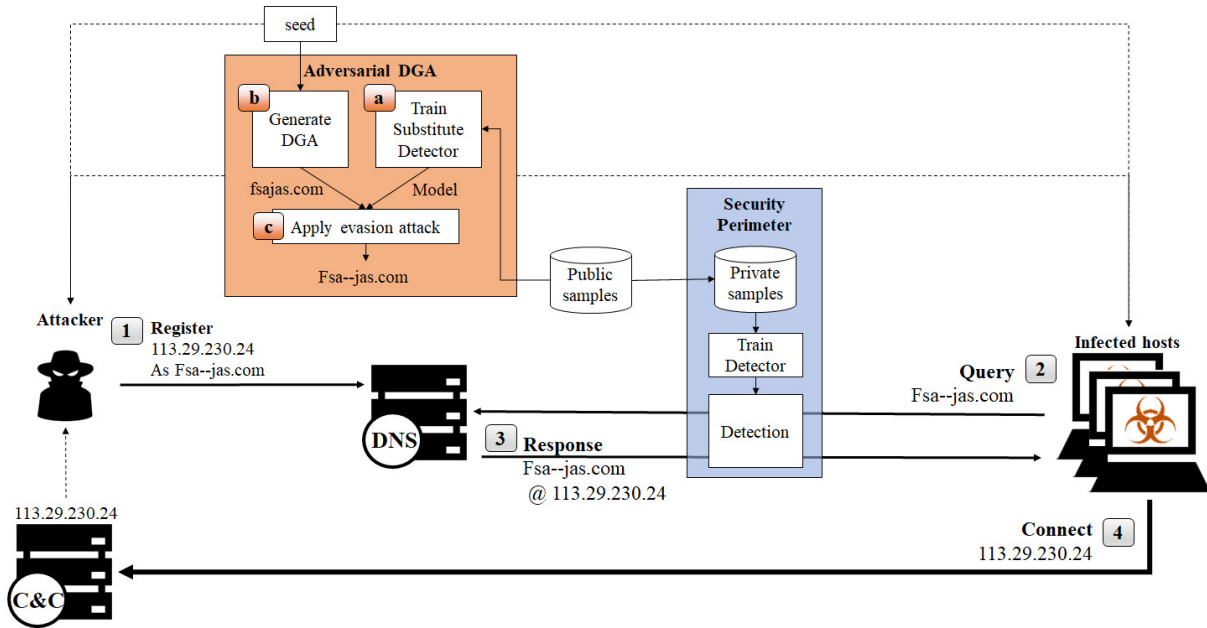 seed
Adversarial DGA
b
Generate
DGA
a
Train
Substitute
Detector
fsajas.com
Model
c
Apply evasion attack
Fsa--jas.com
Public
samples
Security
Perimeter
Private
samples
Train
Detector
Detection
Attacker
1
Register
113.29.230.24
As Fsa--jas.com
DNS
Infected hosts
Query
2
Fsa--jas.com
3
Response
Fsa--jas.com
@ 113.29.230.24
Connect
4
113.29.230.24
113.29.230.24
C&C